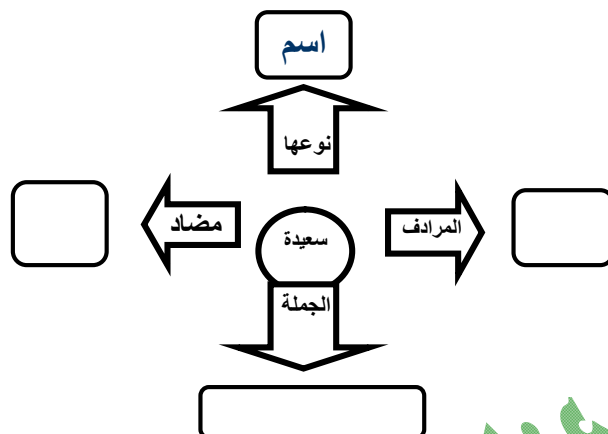 اسم
نوعها
المرادف
سعيدة
مضاد
الجملة